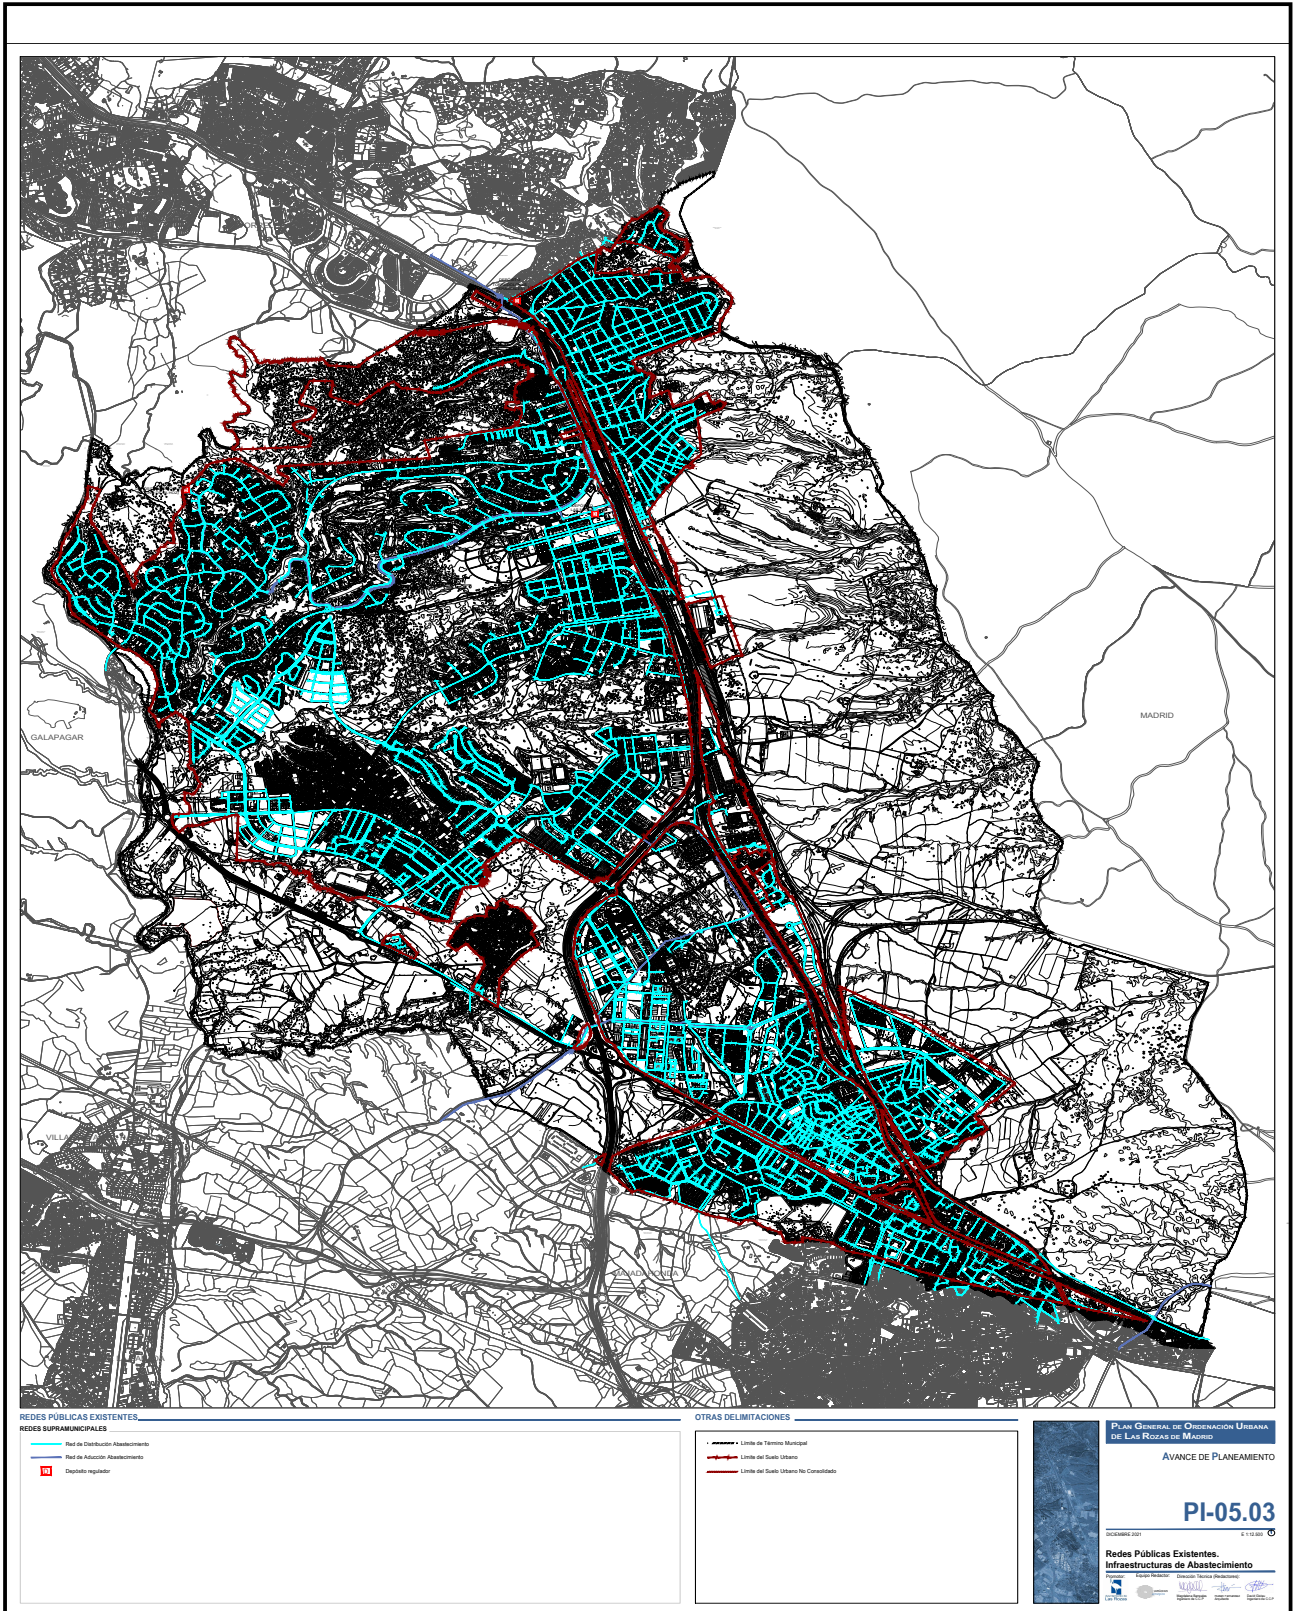 MADRID
GALAPAGAR
MAJADAHONDA
REDES PÚBLICAS EXISTENTES
REDES SUPRAMUNICIPALES
Red de Distribución Abastecimiento
Red de Aducción Abastecimiento
Depósito regulador
OTRAS DELIMITACIONES
Límite de Término Municipal
Límite del Suelo Urbano
Límite del Suelo Urbano No Consolidado
PLAN GENERAL DE ORDENACIÓN URBANA
DE LAS ROZAS DE MADRID
AVANCE DE PLANEAMIENTO
PI-05.03
DICIEMBRE 2021
Redes Públicas Existentes.
Infraestructuras de Abastecimiento
Promotor:
Equipo Redactor:
Dirección Técnica (Redactores):
Las Rozas